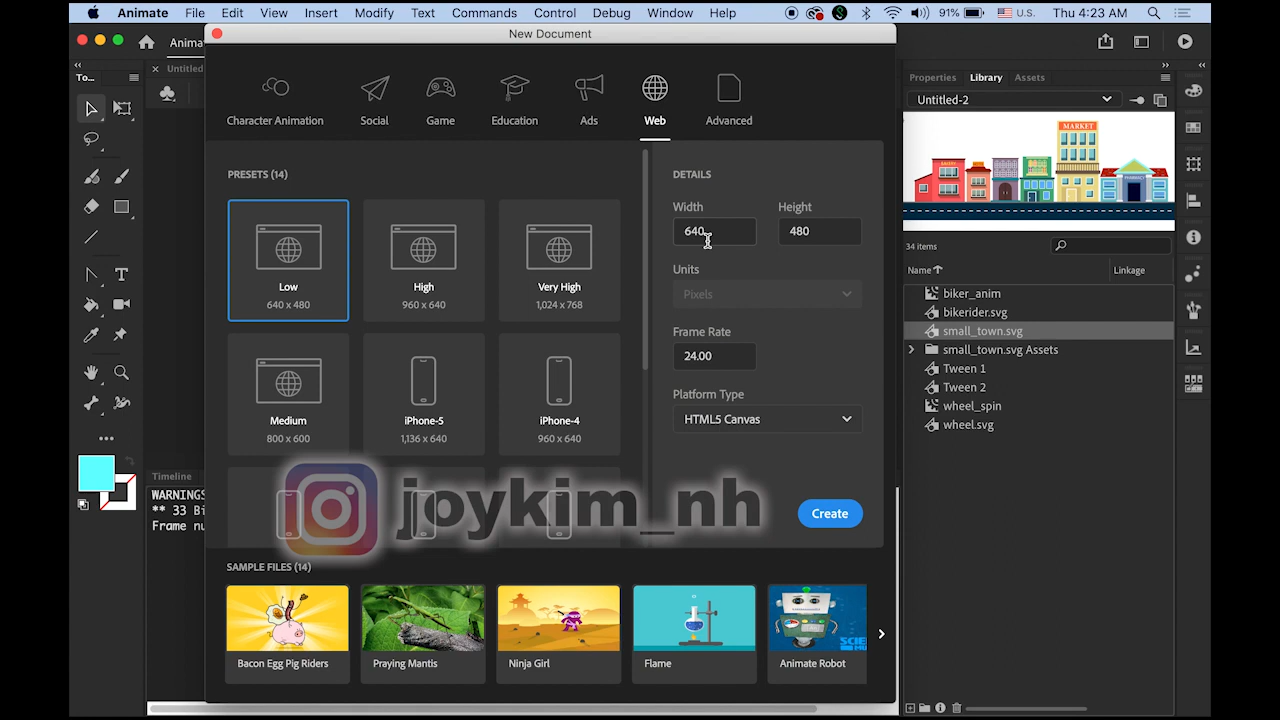 Animate File Edit View Insert Modify Text Commands Control Debug Window Help
91% U.S. Thu 4:23 AM
New Document
Anima
To...
Untitled
Character Animation Social Game Education Ads Web Advanced
PRESETS (14)
Low
640 x 480
High
960 x 640
Very High
1,024 x 768
Medium
800 x 600
iPhone-5
1,136 x 640
iPhone-4
960 x 640
DETAILS
Width Height
640 480
Units
Pixels
Frame Rate
24.00
Platform Type
HTML5 Canvas
Create
joykim_nh
SAMPLE FILES (14)
Bacon Egg Pig Riders
Praying Mantis
Ninja Girl
Flame
Animate Robot
Timeline
WARNINGS
** 33 Bi
Frame nu
Properties Library Assets
Untitled-2
MARKET
PHARMACY
34 items
Name Linkage
biker_anim
bikerider.svg
small_town.svg
small_town.svg Assets
Tween 1
Tween 2
wheel_spin
wheel.svg